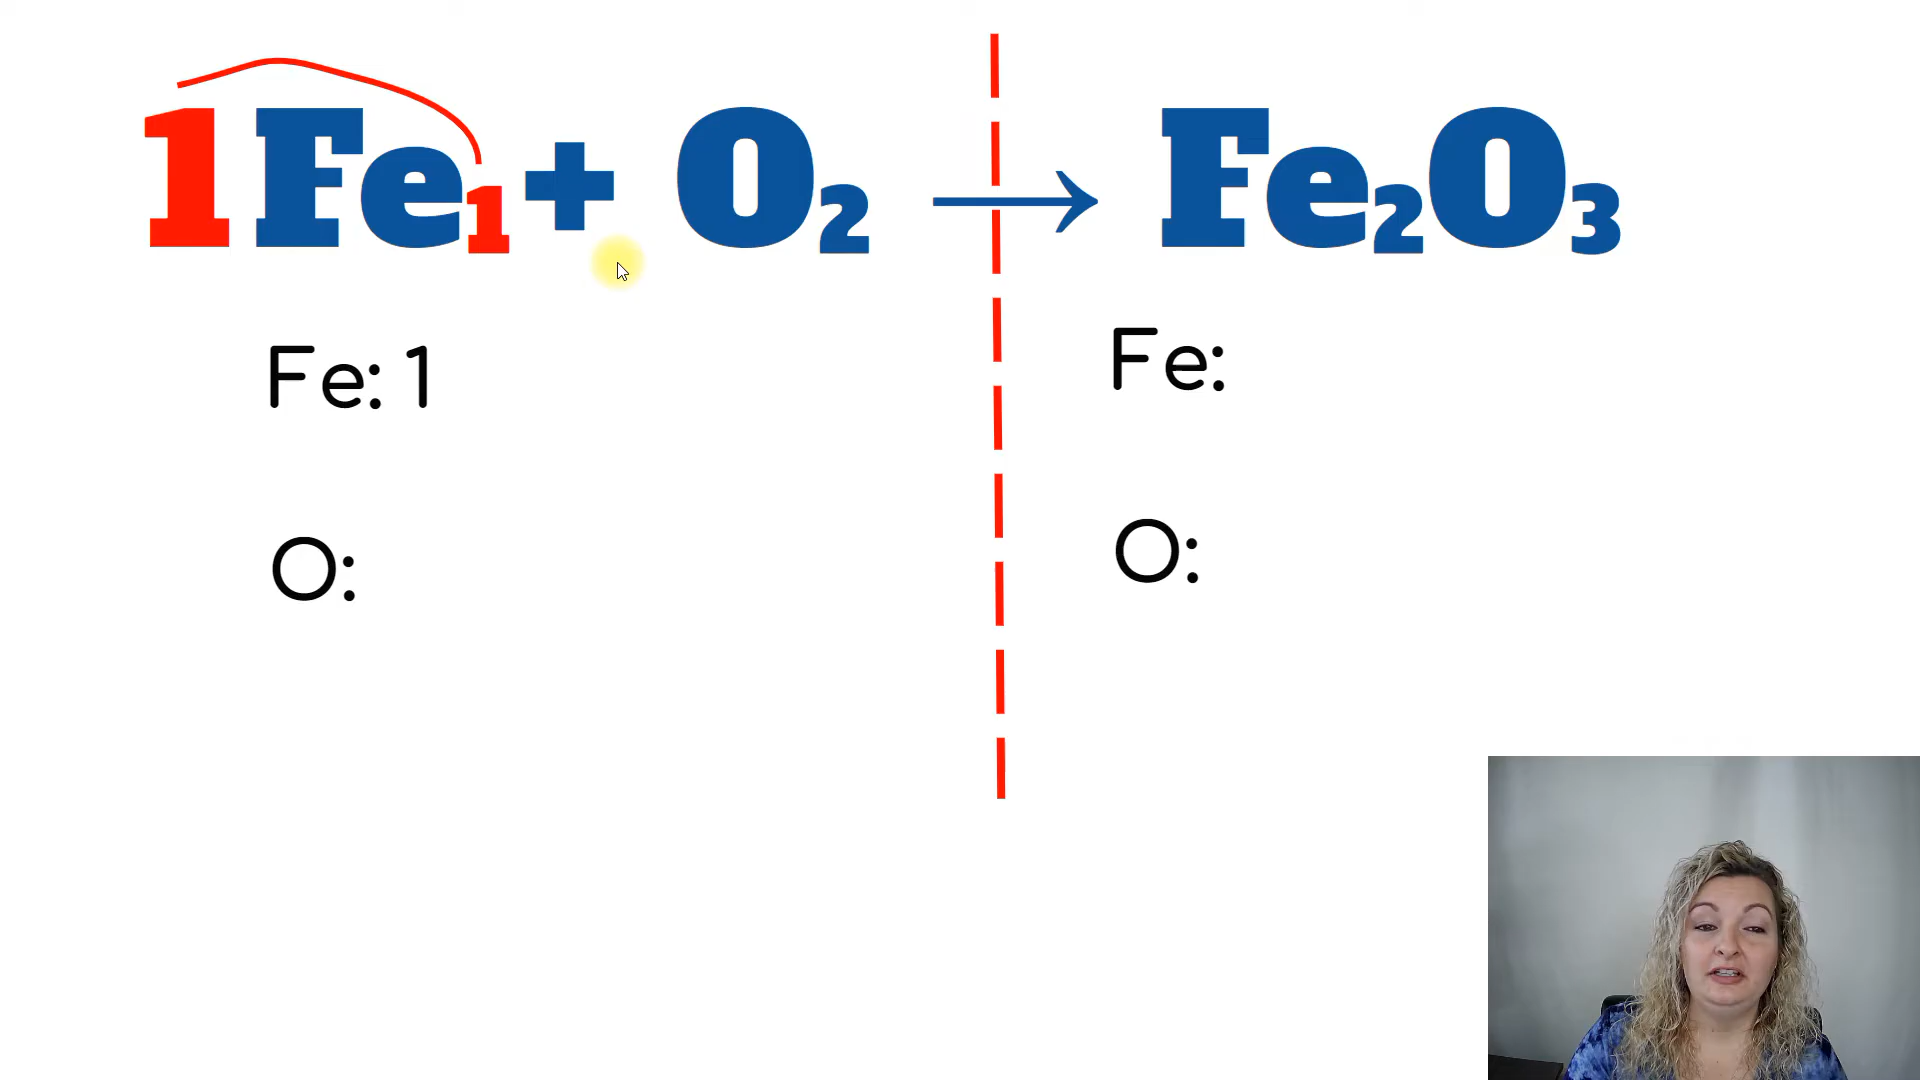 1Fe₁+ O₂ → Fe₂O₃
Fe: 1
Fe:
O:
O: